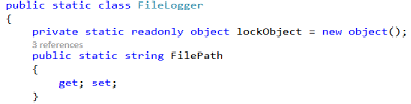 public static class FileLogger
{
private static readonly object lockObject = new object();
3 references
public static string FilePath
{
get; set;
}